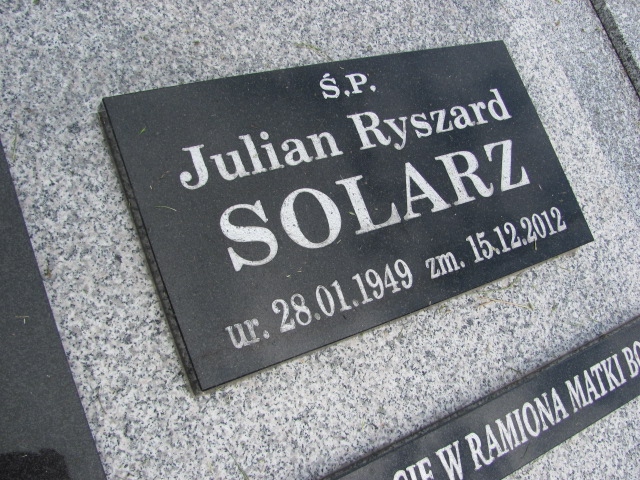 Ś.P.
Julian Ryszard
SOLARZ
ur. 28.01.1949 zm. 15.12.2012
W RAMIONA MATKI